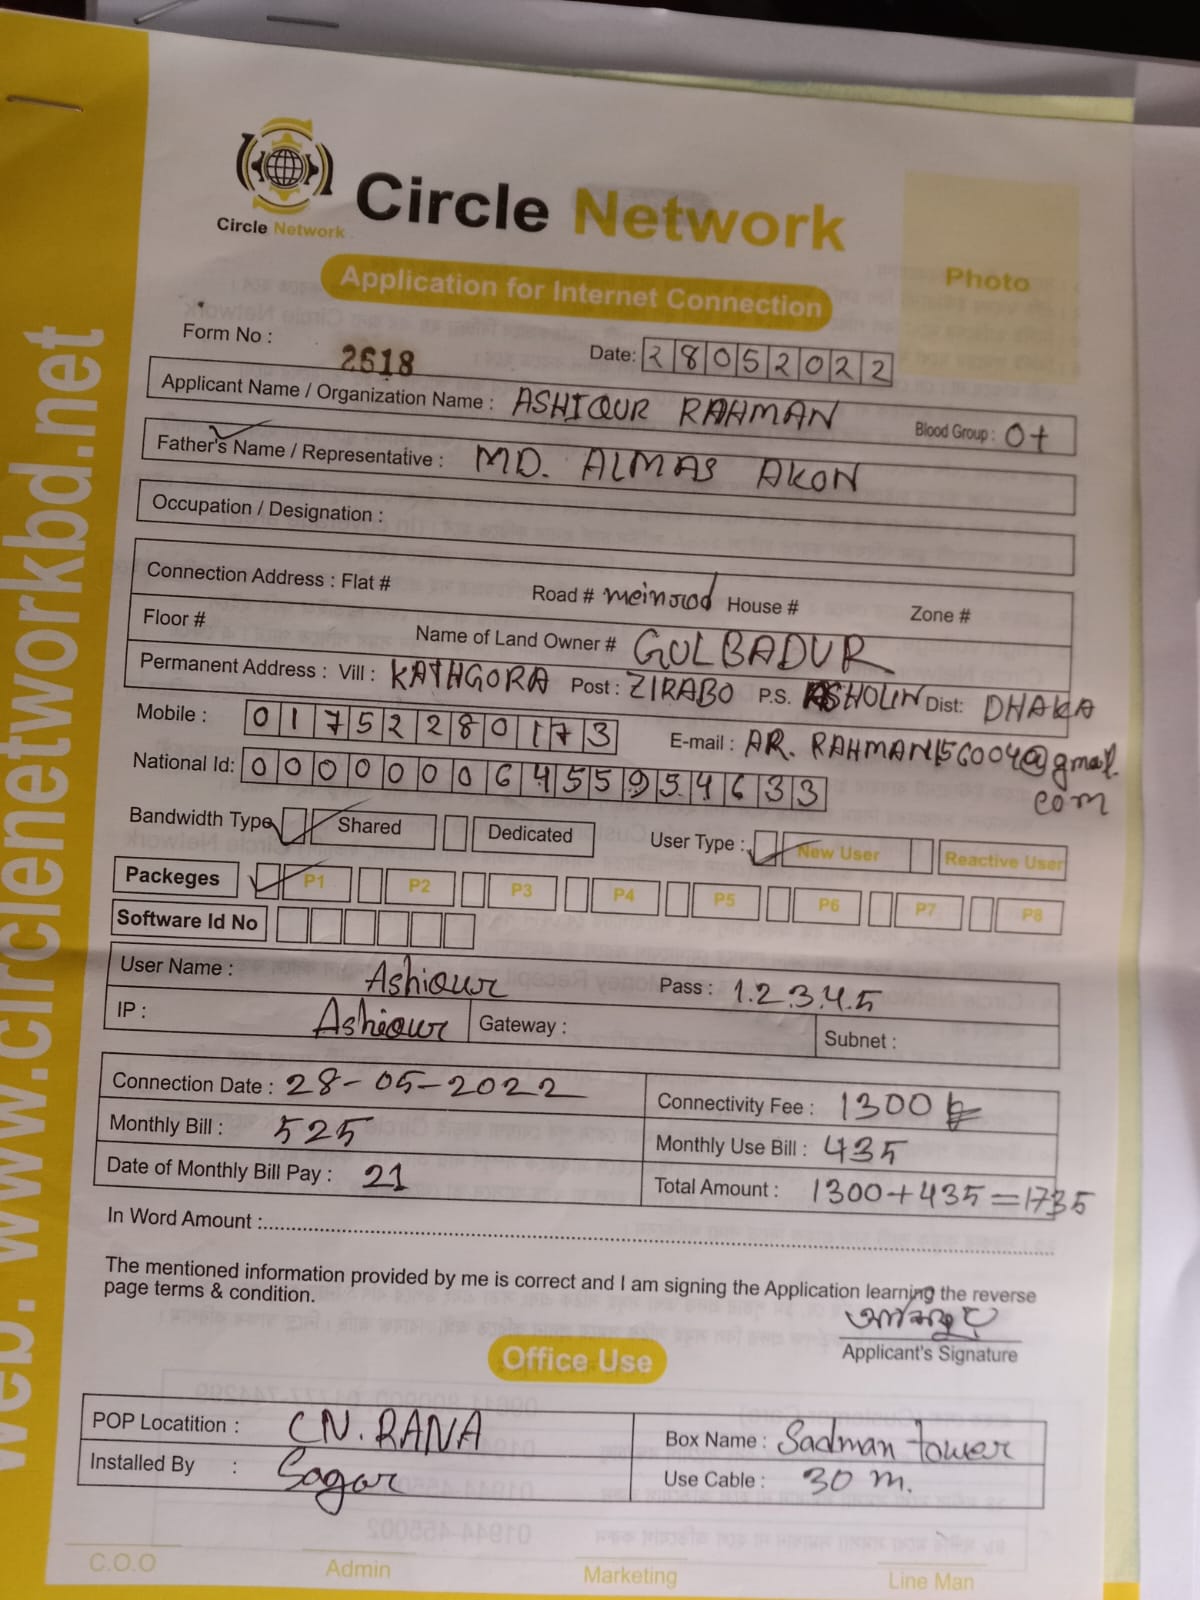 web: www.circlenetworkbd.net
Circle Network
Circle Network
Photo
Application for Internet Connection
Form No : 2618 Date: 28052022
Applicant Name / Organization Name : ASHIQUR RAHMAN Blood Group : O+
Father's Name / Representative : MD. ALMAS AKON
Occupation / Designation :
Connection Address : Flat # Road # meinrod House # Zone #
Floor # Name of Land Owner # GOLBADUR
Permanent Address : Vill : KATHGORA Post : ZIRABO P.S. ASHOLIN Dist: DHAKA
Mobile : 01752280173 E-mail : AR. RAHMAN156004@gmail.
com
National Id: 00000006455954633
Bandwidth Type Shared Dedicated User Type : New User Reactive User
Packeges P1 P2 P3 P4 P5 P6 P7 P8
Software Id No
User Name : Ashiqur Pass : 1.2.3.4.5
IP : Ashiqur Gateway : Subnet :
Connection Date : 28-05-2022 Connectivity Fee : 1300
Monthly Bill : 525 Monthly Use Bill : 435
Date of Monthly Bill Pay : 21 Total Amount : 1300+435=1735
In Word Amount :
The mentioned information provided by me is correct and I am signing the Application learning the reverse
page terms & condition.
Applicant's Signature
Office Use
POP Locatition : CN.RANA Box Name : Sadman tower
Installed By : Sagor Use Cable : 30 m.
C.O.O Admin Marketing Line Man